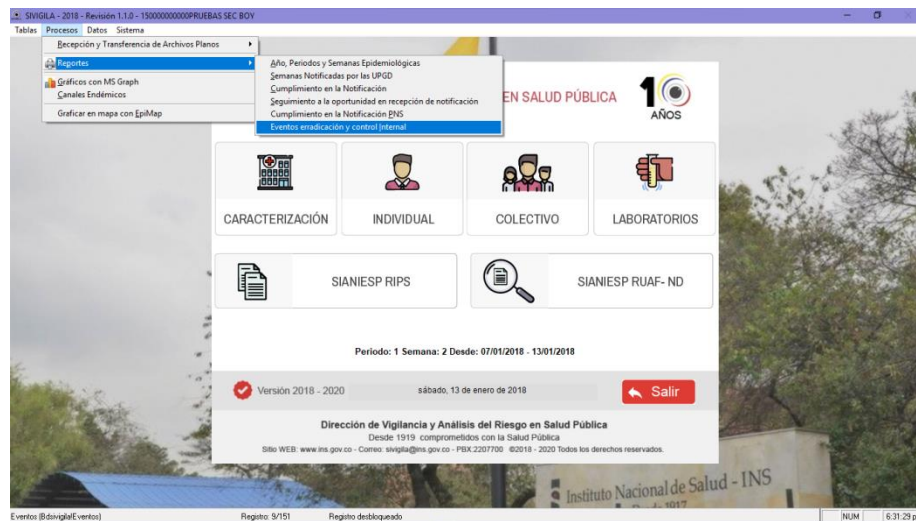 SIVIGILA - 2018 - Revisión 1.1.0 - 150000000000PRUEBAS SEC BOY
Tablas Procesos Datos Sistema
Recepción y Transferencia de Archivos Planos
Reportes
Gráficos con MS Graph
Canales Endémicos
Graficar en mapa con EpiMap
Año, Periodos y Semanas Epidemiológicas
Semanas Notificadas por las UPGD
Cumplimiento en la Notificación
Seguimiento a la oportunidad en recepción de notificación
Cumplimiento en la Notificación PNS
Eventos erradicación y control Internal
EN SALUD PÚBLICA
10 AÑOS
CARACTERIZACIÓN INDIVIDUAL COLECTIVO LABORATORIOS
SIANIESP RIPS SIANIESP RUAF- ND
Periodo: 1 Semana: 2 Desde: 07/01/2018 - 13/01/2018
Versión 2018 - 2020 sábado, 13 de enero de 2018 Salir
Dirección de Vigilancia y Análisis del Riesgo en Salud Pública
Desde 1919 comprometidos con la Salud Pública
Sitio WEB: www.ins.gov.co - Correo: sivigila@ins.gov.co - PBX:2207700 ©2018 - 2020 Todos los derechos reservados.
Instituto Nacional de Salud - INS
Desde 1917
Eventos (Bdsivigila!Eventos) Registro: 9/151 Registro desbloqueado NUM 6:31:29 p